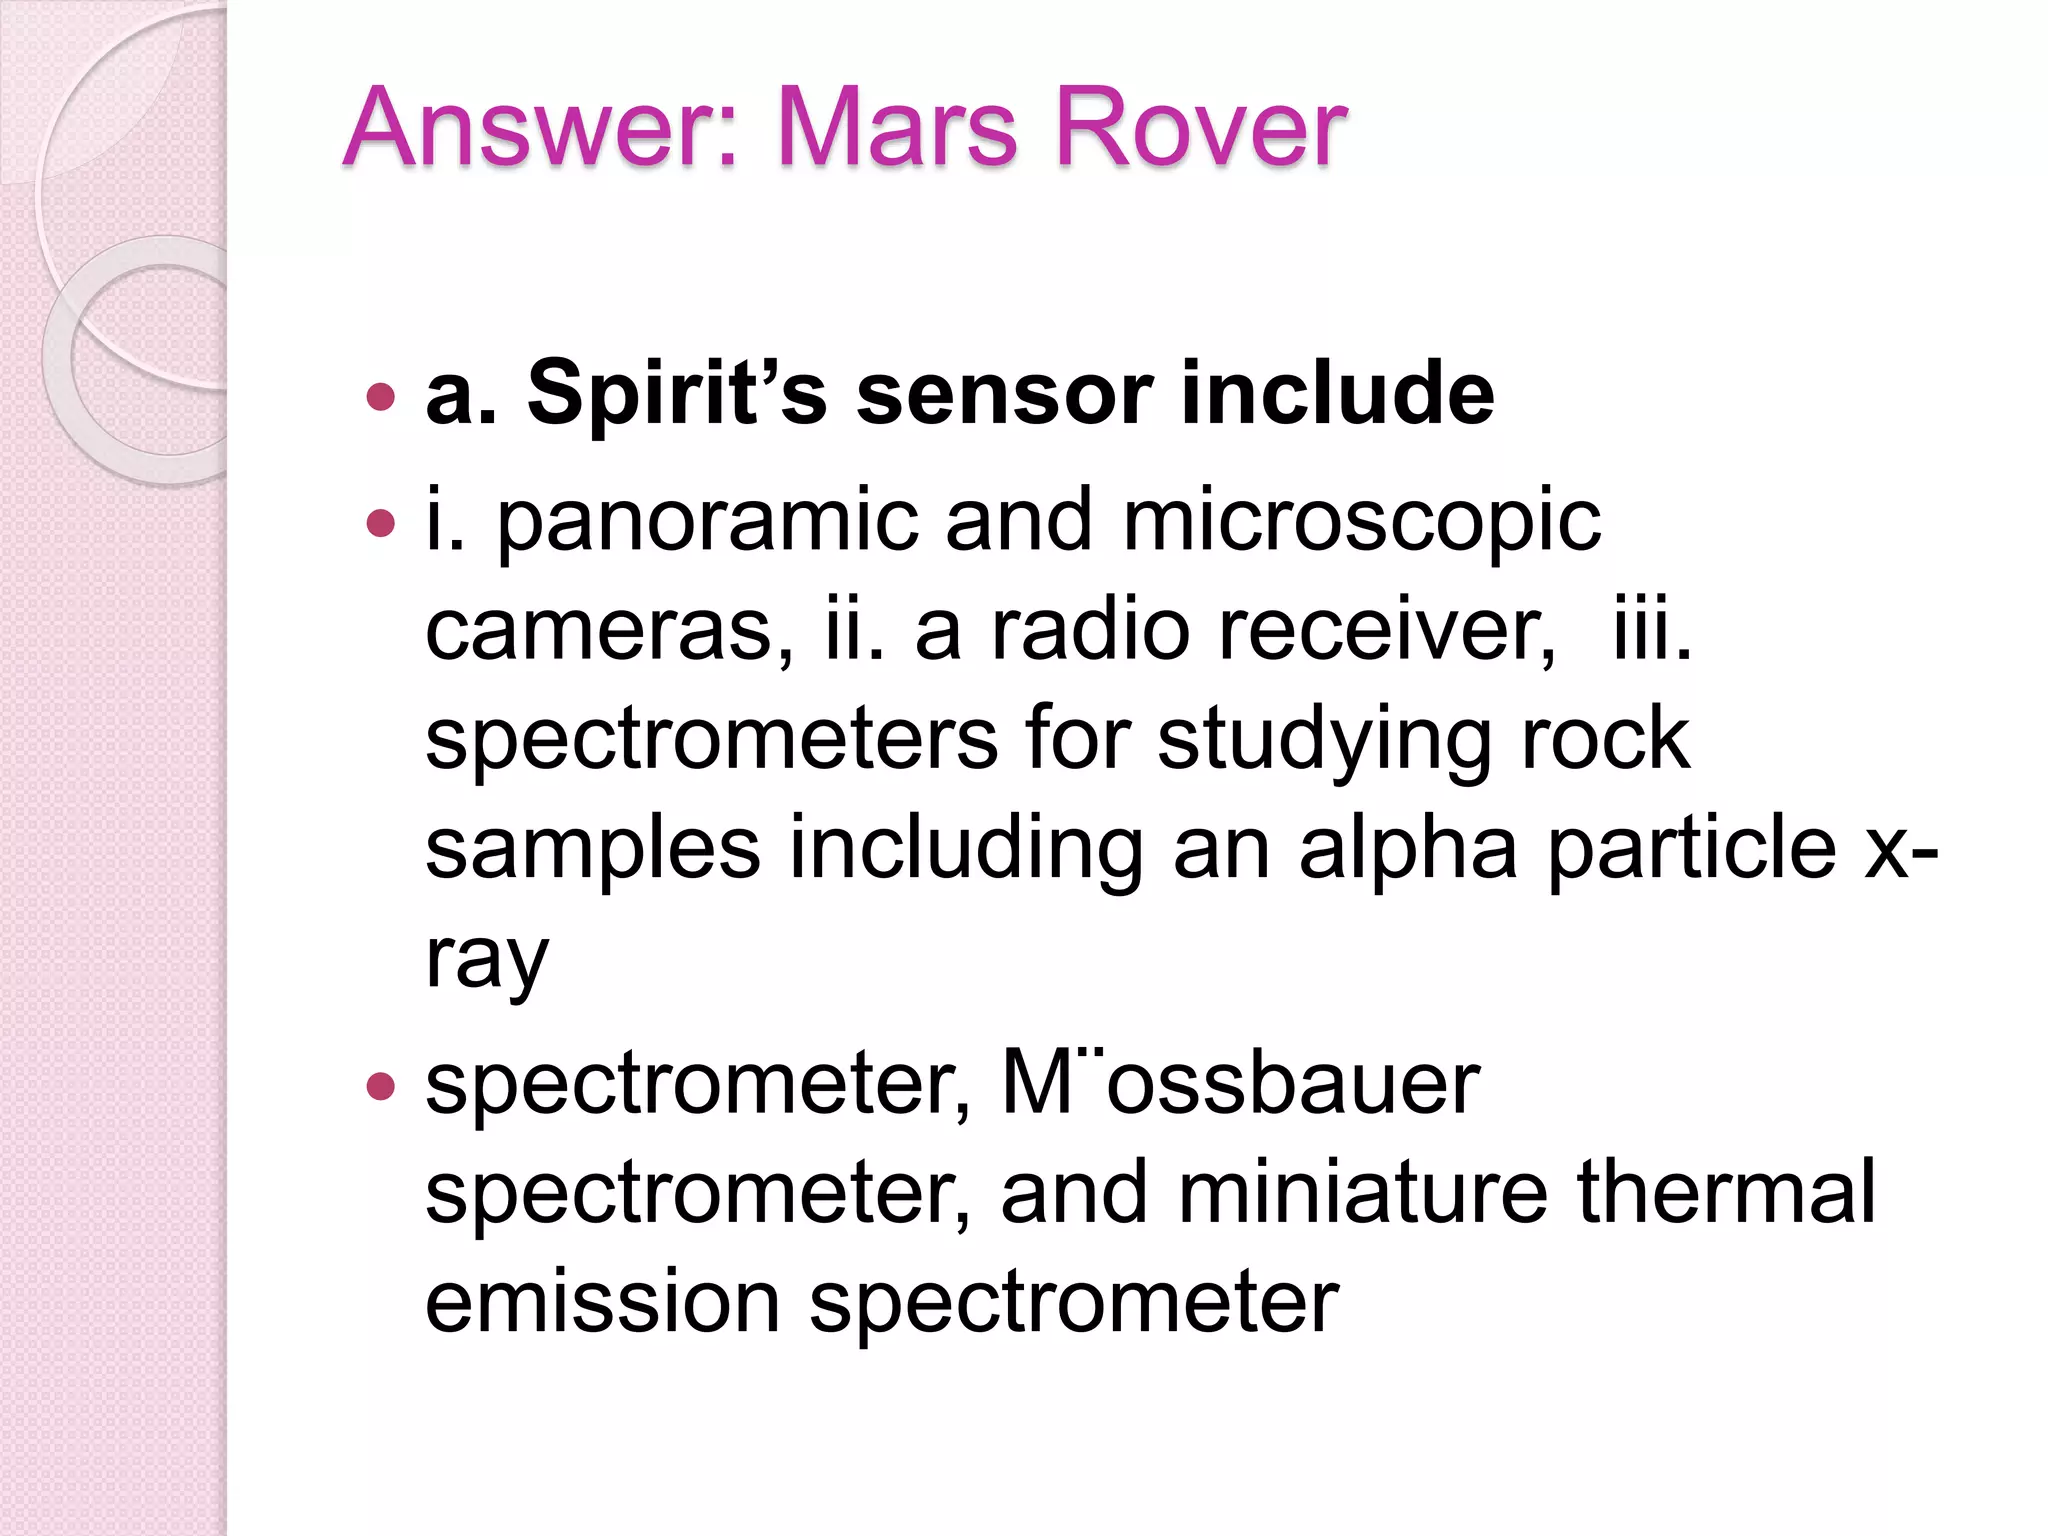 Answer: Mars Rover
• a. Spirit’s sensor include
• i. panoramic and microscopic
cameras, ii. a radio receiver,  iii.
spectrometers for studying rock
samples including an alpha particle x-
ray
• spectrometer, M¨ossbauer
spectrometer, and miniature thermal
emission spectrometer